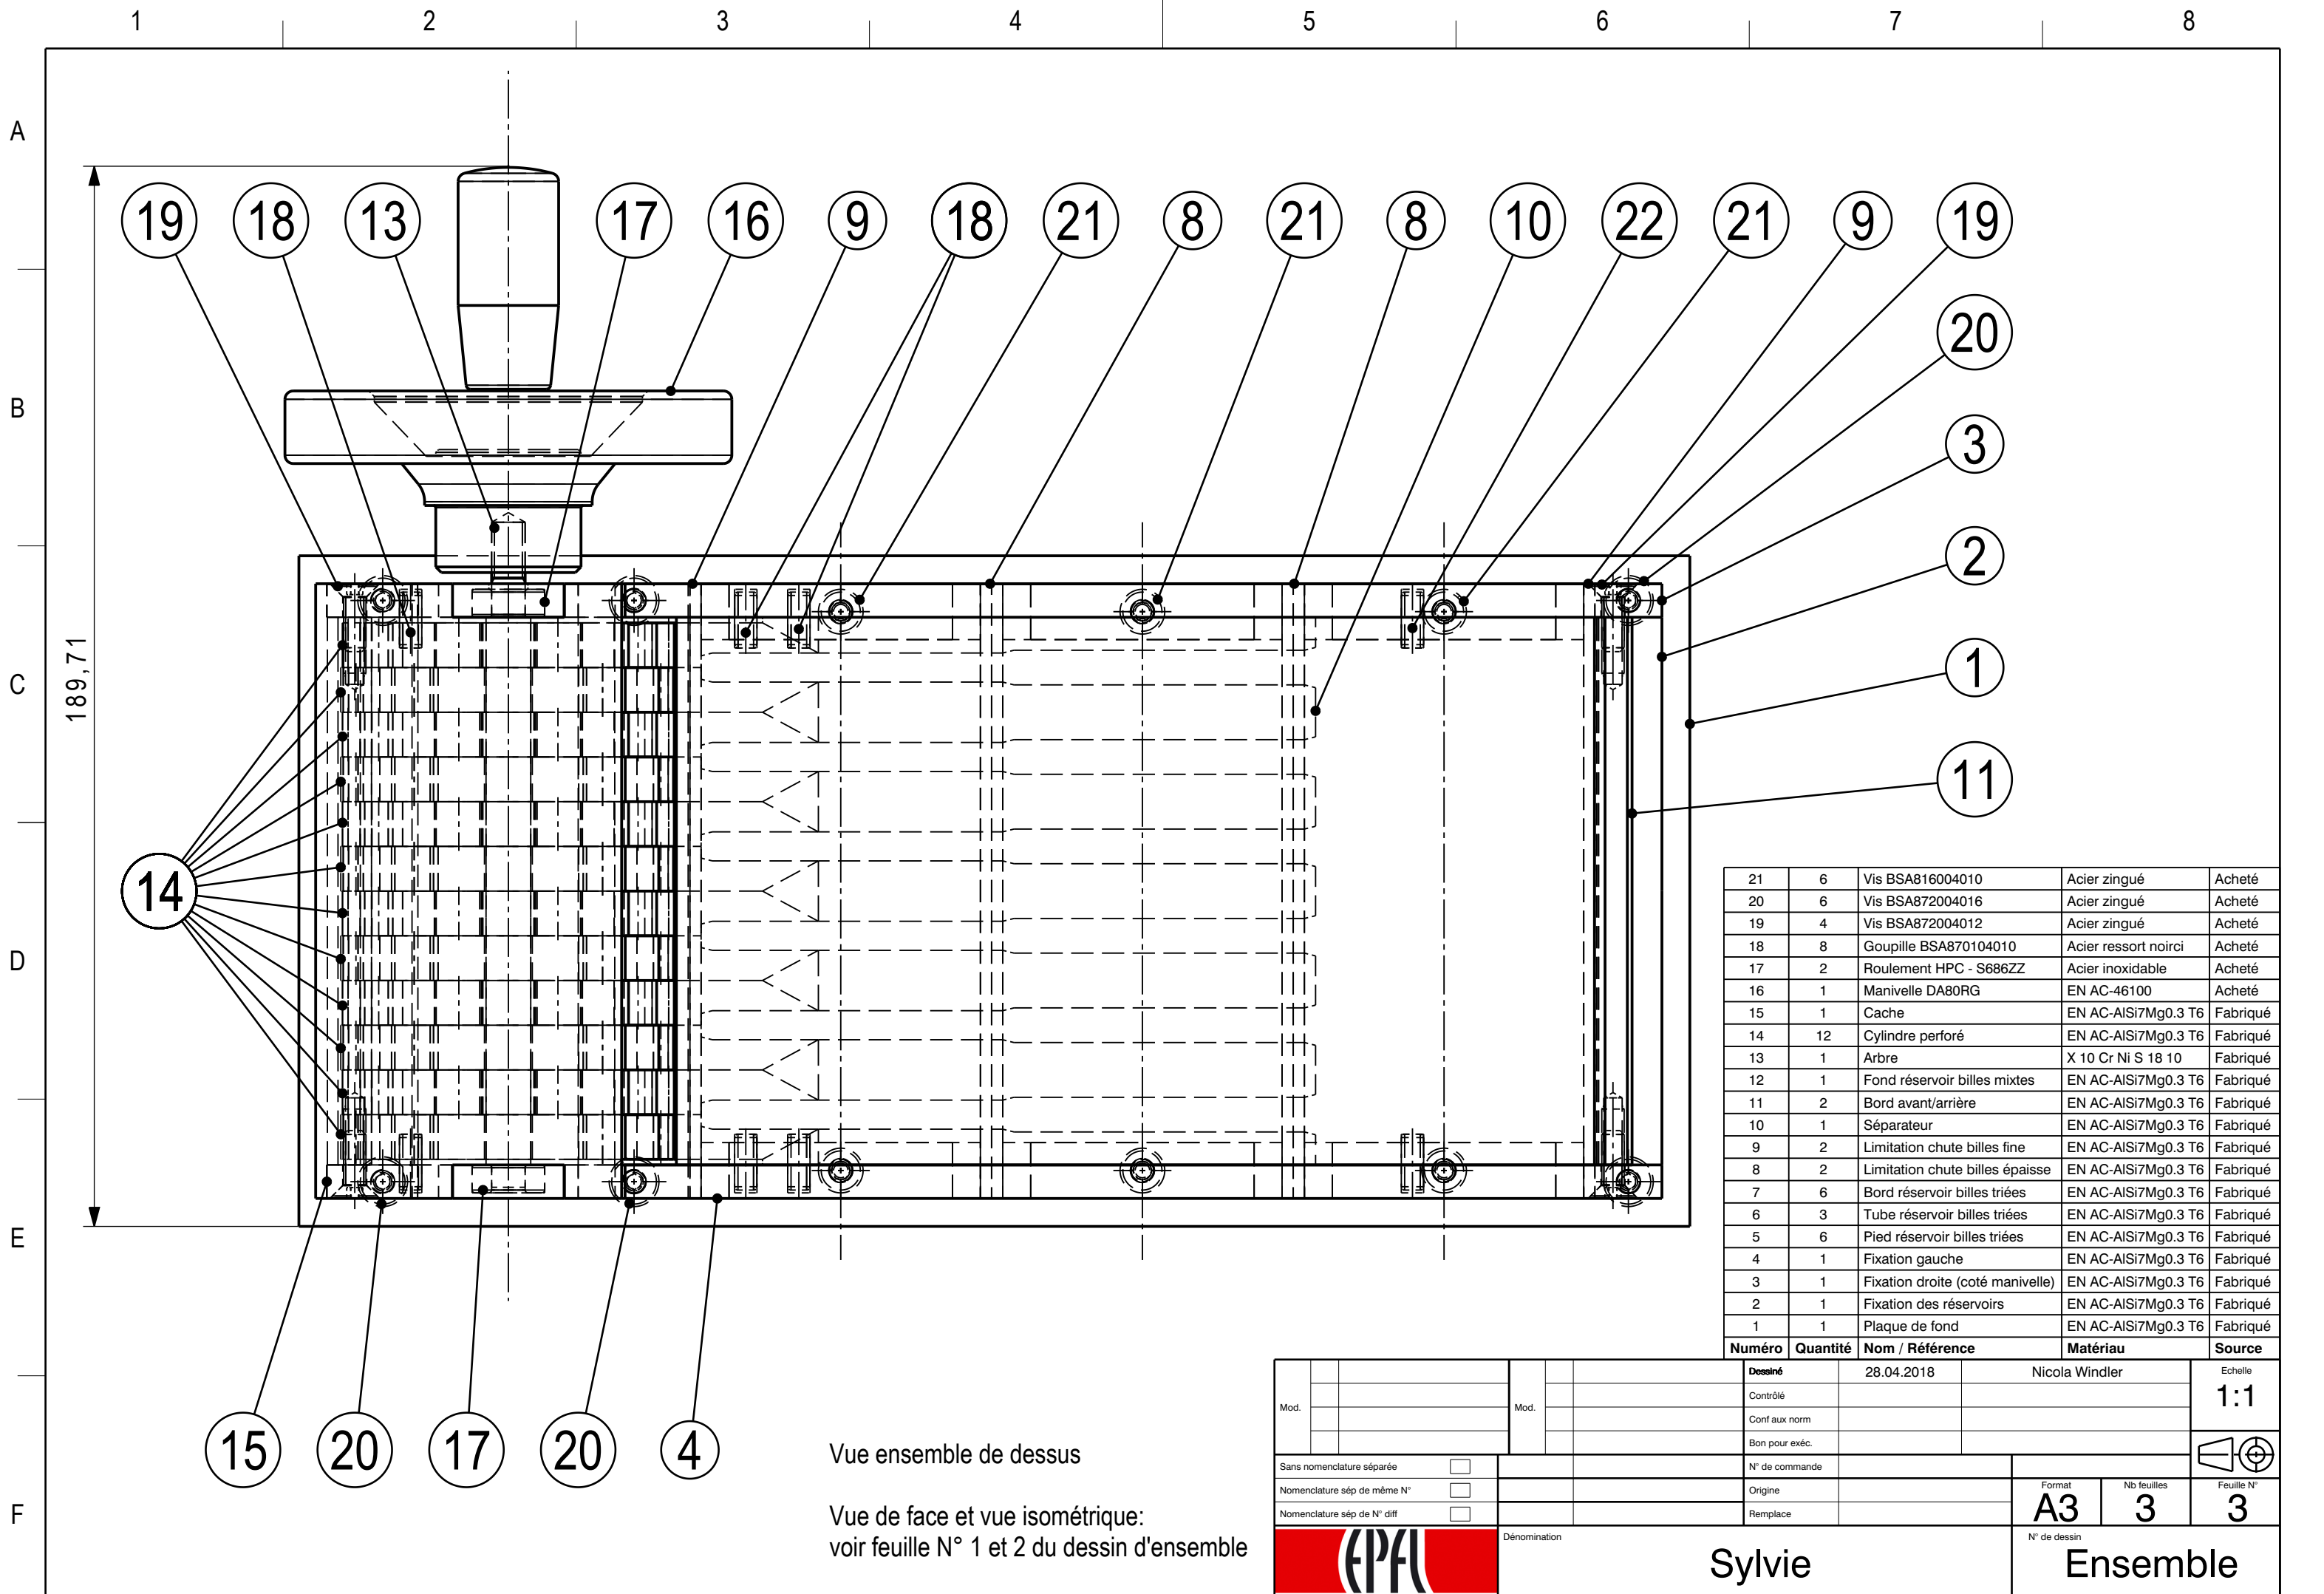 1 2 3 4 5 6 7 8
A
B
C
D
E
F
19 18 13 17 16 9 18 21 8 21 8 10 22 21 9 19
20
3
2
1
11
189,71
14
15 20 17 20 4
21 6 Vis BSA816004010 Acier zingué Acheté
20 6 Vis BSA872004016 Acier zingué Acheté
19 4 Vis BSA872004012 Acier zingué Acheté
18 8 Goupille BSA870104010 Acier ressort noirci Acheté
17 2 Roulement HPC - S686ZZ Acier inoxidable Acheté
16 1 Manivelle DA80RG EN AC-46100 Acheté
15 1 Cache EN AC-AlSi7Mg0.3 T6 Fabriqué
14 12 Cylindre perforé EN AC-AlSi7Mg0.3 T6 Fabriqué
13 1 Arbre X 10 Cr Ni S 18 10 Fabriqué
12 1 Fond réservoir billes mixtes EN AC-AlSi7Mg0.3 T6 Fabriqué
11 2 Bord avant/arrière EN AC-AlSi7Mg0.3 T6 Fabriqué
10 1 Séparateur EN AC-AlSi7Mg0.3 T6 Fabriqué
9 2 Limitation chute billes fine EN AC-AlSi7Mg0.3 T6 Fabriqué
8 2 Limitation chute billes épaisse EN AC-AlSi7Mg0.3 T6 Fabriqué
7 6 Bord réservoir billes triées EN AC-AlSi7Mg0.3 T6 Fabriqué
6 3 Tube réservoir billes triées EN AC-AlSi7Mg0.3 T6 Fabriqué
5 6 Pied réservoir billes triées EN AC-AlSi7Mg0.3 T6 Fabriqué
4 1 Fixation gauche EN AC-AlSi7Mg0.3 T6 Fabriqué
3 1 Fixation droite (coté manivelle) EN AC-AlSi7Mg0.3 T6 Fabriqué
2 1 Fixation des réservoirs EN AC-AlSi7Mg0.3 T6 Fabriqué
1 1 Plaque de fond EN AC-AlSi7Mg0.3 T6 Fabriqué
Numéro Quantité Nom / Référence Matériau Source
Vue ensemble de dessus
Vue de face et vue isométrique:
voir feuille N° 1 et 2 du dessin d'ensemble
Mod. Mod.
Dessiné 28.04.2018 Nicola Windler
Contrôlé
Conf aux norm
Bon pour exéc.
Echelle
1:1
Sans nomenclature séparée
Nomenclature sép de même N°
Nomenclature sép de N° diff
N° de commande
Origine
Remplace
Format Nb feuilles Feuille N°
A3 3 3
EPFL
Dénomination
Sylvie
N° de dessin
Ensemble